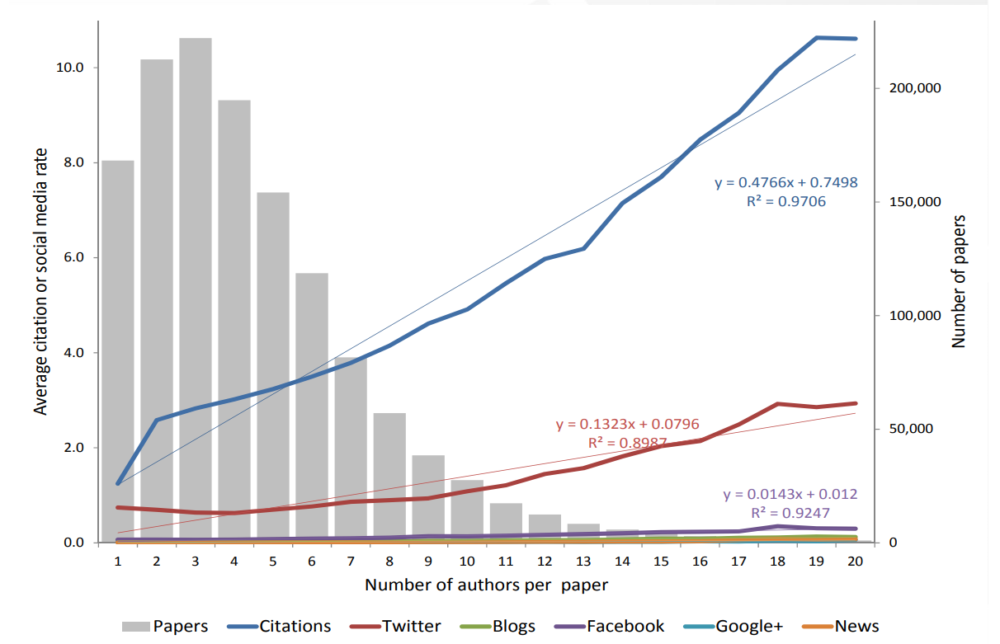 10.0
8.0
6.0
4.0
2.0
0.0
Average citation or social media rate
200,000
150,000
100,000
50,000
0
Number of papers
y = 0.4766x + 0.7498
R² = 0.9706
y = 0.1323x + 0.0796
R² = 0.8987
y = 0.0143x + 0.012
R² = 0.9247
1 2 3 4 5 6 7 8 9 10 11 12 13 14 15 16 17 18 19 20
Number of authors per paper
Papers Citations Twitter Blogs Facebook Google+ News